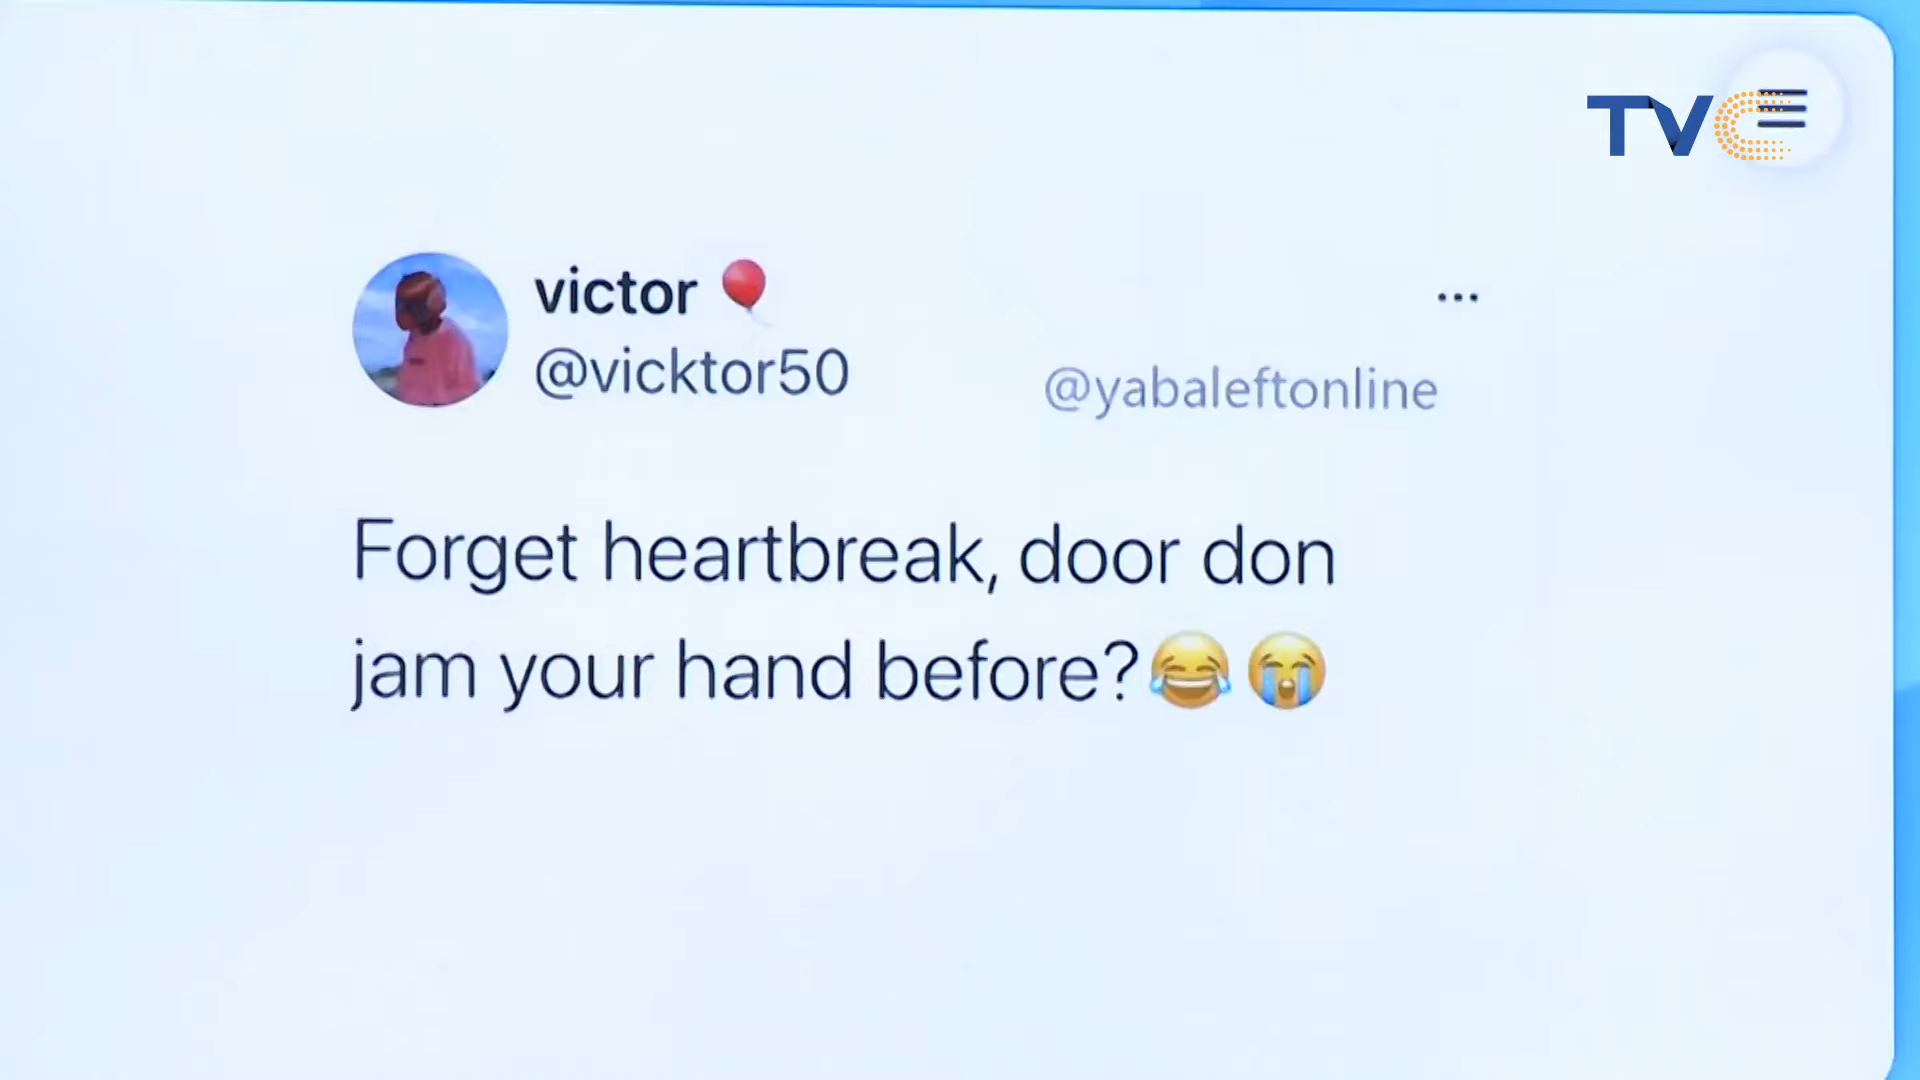 TVC
victor 🎈
@vicktor50
@yabaleftonline
Forget heartbreak, door don
jam your hand before?😂😭